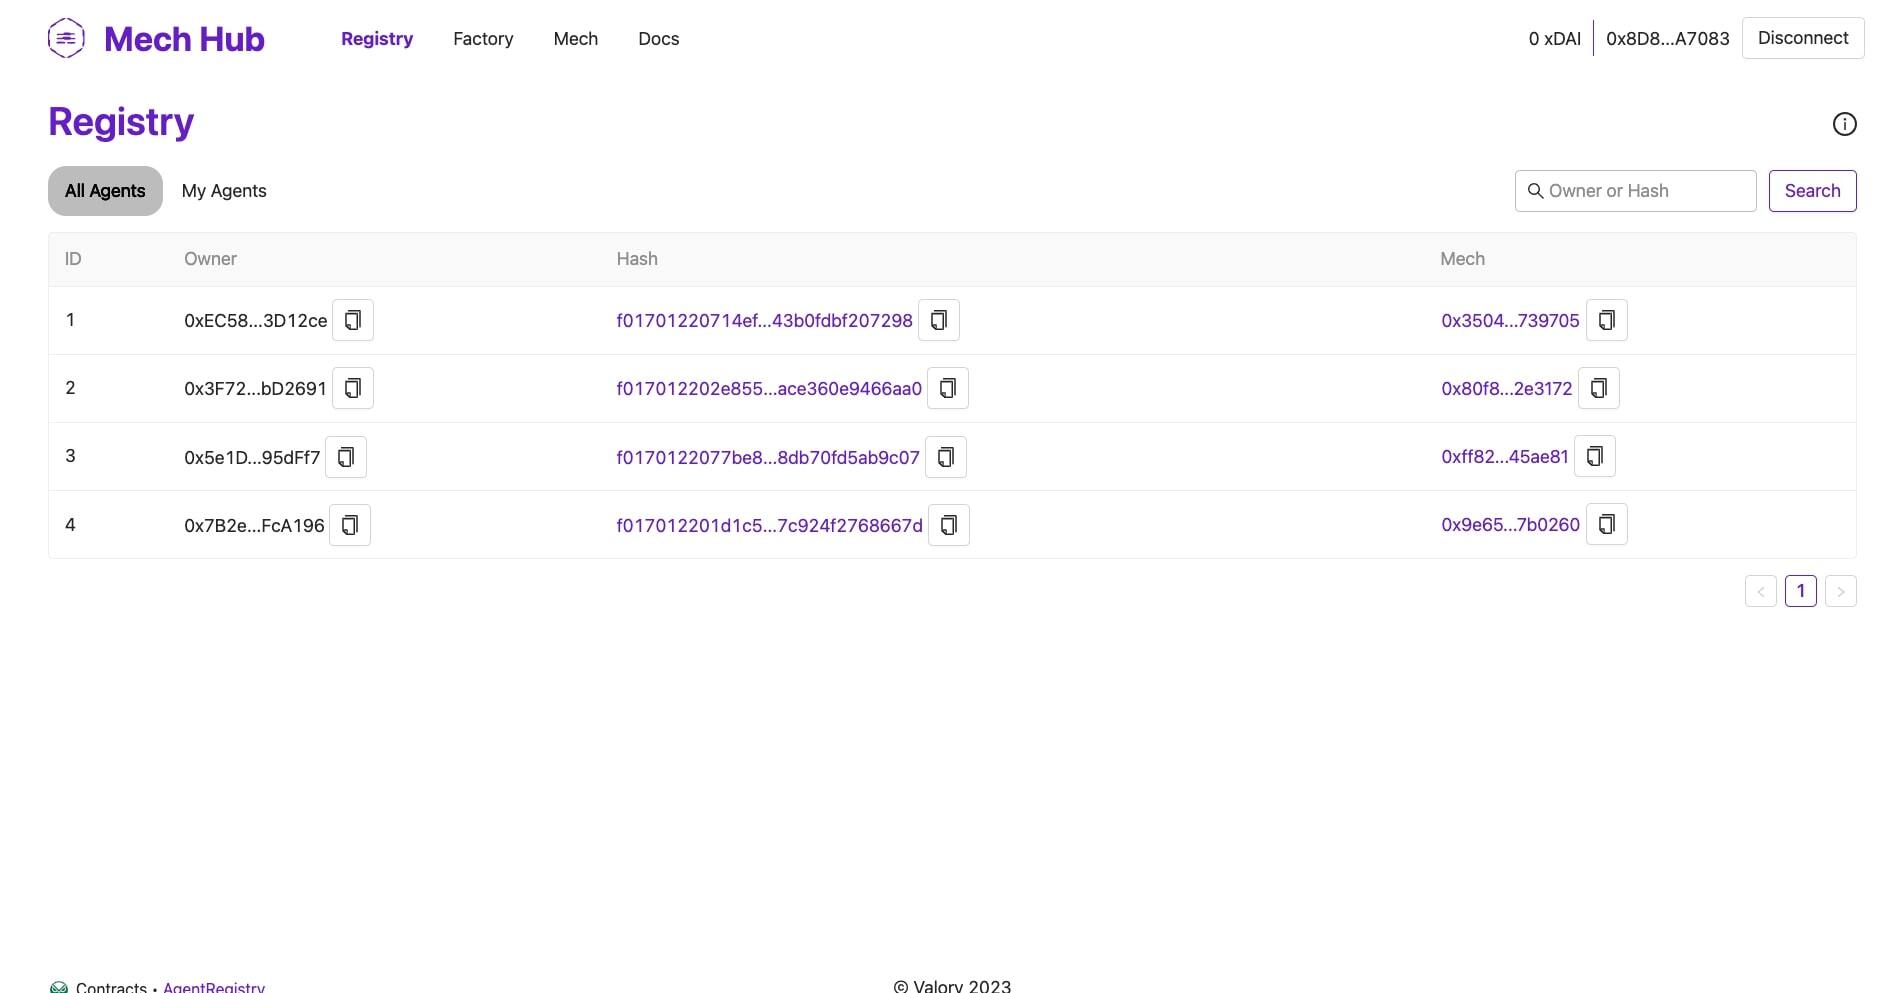 Mech Hub Registry Factory Mech Docs 0 xDAI 0x8D8...A7083 Disconnect
Registry
All Agents My Agents Owner or Hash Search
ID Owner Hash Mech
1 0xEC58...3D12ce f01701220714ef...43b0fdbf207298 0x3504...739705
2 0x3F72...bD2691 f017012202e855...ace360e9466aa0 0x80f8...2e3172
3 0x5e1D...95dFf7 f0170122077be8...8db70fd5ab9c07 0xff82...45ae81
4 0x7B2e...FcA196 f017012201d1c5...7c924f2768667d 0x9e65...7b0260
< 1 >
Contracts • AgentRegistry © Valory 2023